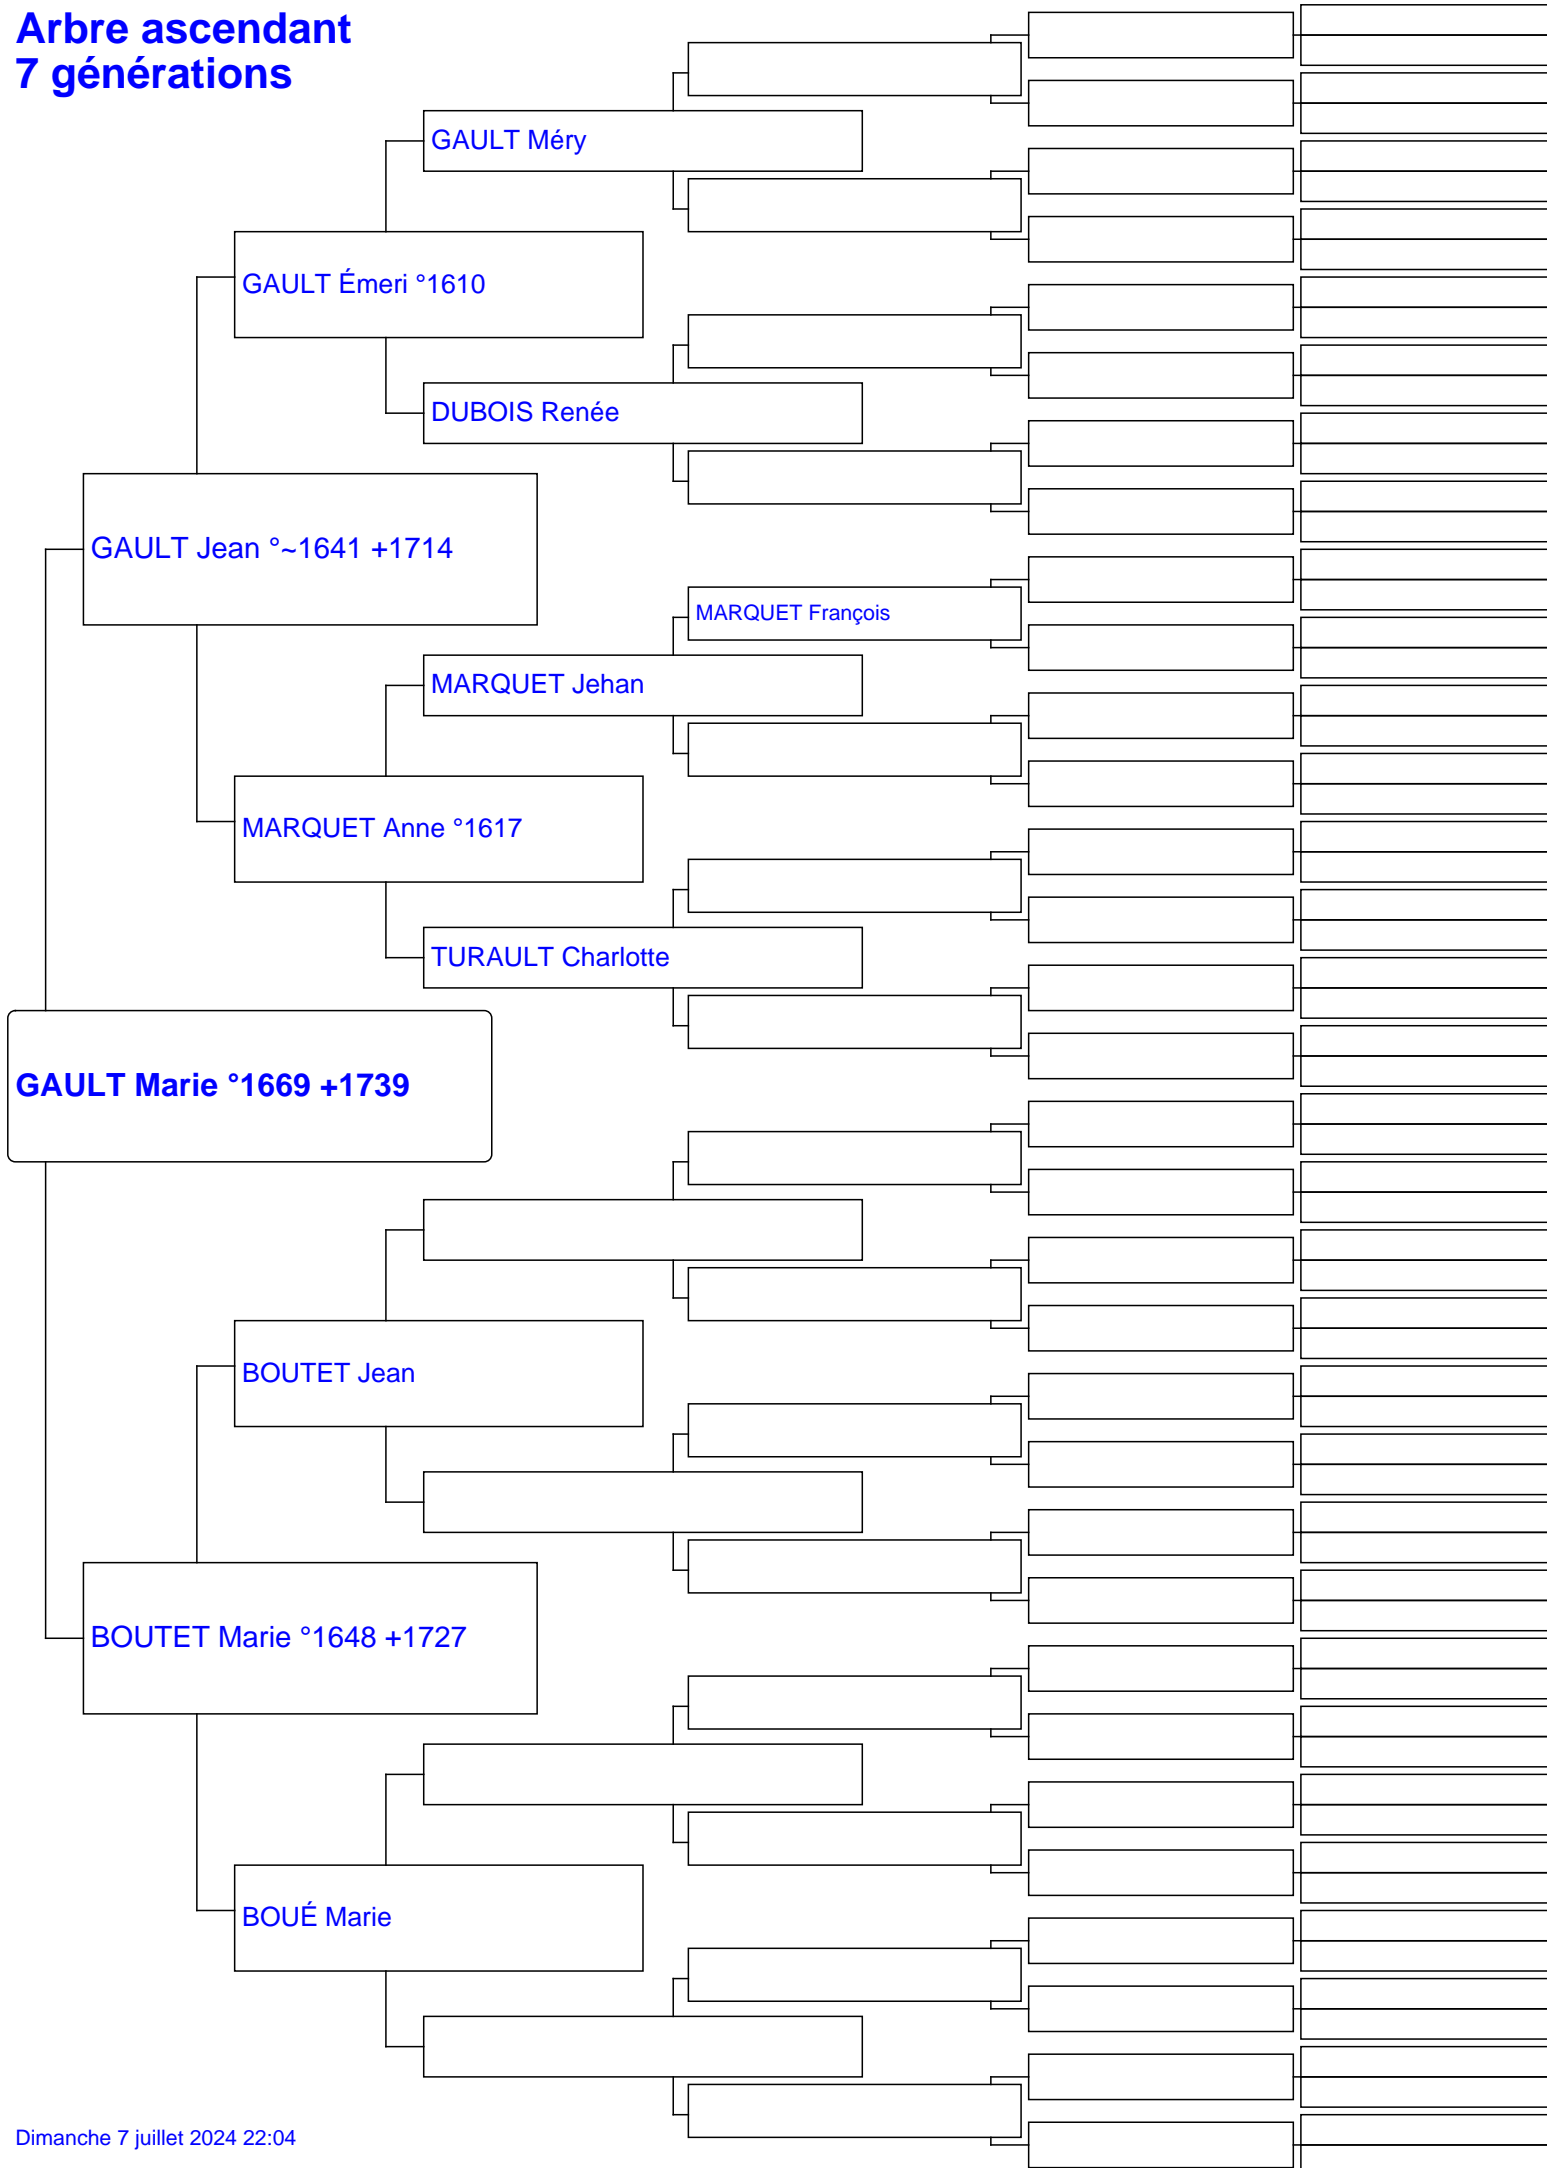 Arbre ascendant
7 générations
GAULT Méry
GAULT Émeri °1610
DUBOIS Renée
GAULT Jean °~1641 +1714
MARQUET François
MARQUET Jehan
MARQUET Anne °1617
TURAULT Charlotte
GAULT Marie °1669 +1739
BOUTET Jean
BOUTET Marie °1648 +1727
BOUÉ Marie
Dimanche 7 juillet 2024 22:04